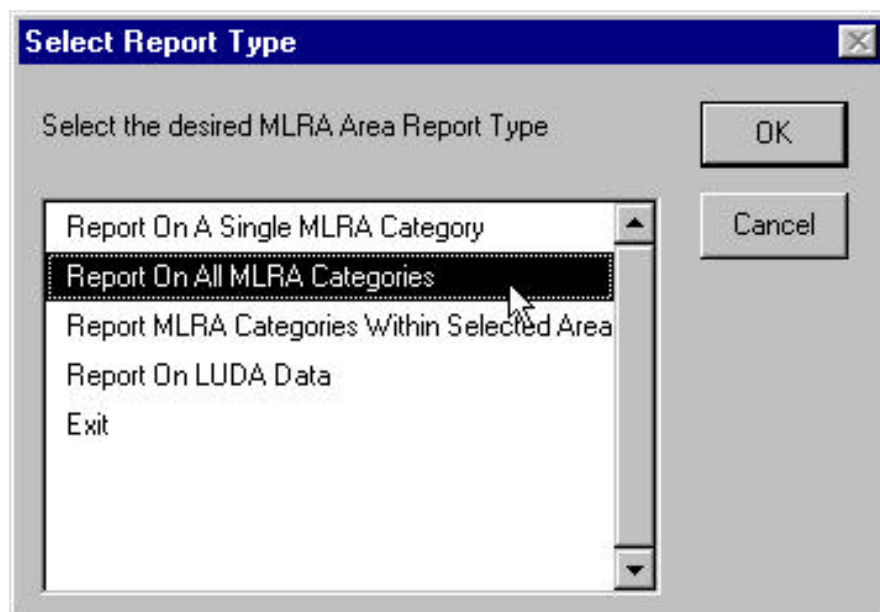 Select Report Type
Select the desired MLRA Area Report Type
OK
Cancel
Report On A Single MLRA Category
Report On All MLRA Categories
Report MLRA Categories Within Selected Area
Report On LUDA Data
Exit